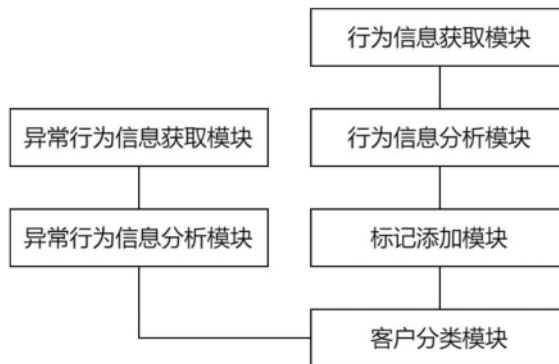 行为信息获取模块
异常行为信息获取模块
行为信息分析模块
异常行为信息分析模块
标记添加模块
客户分类模块